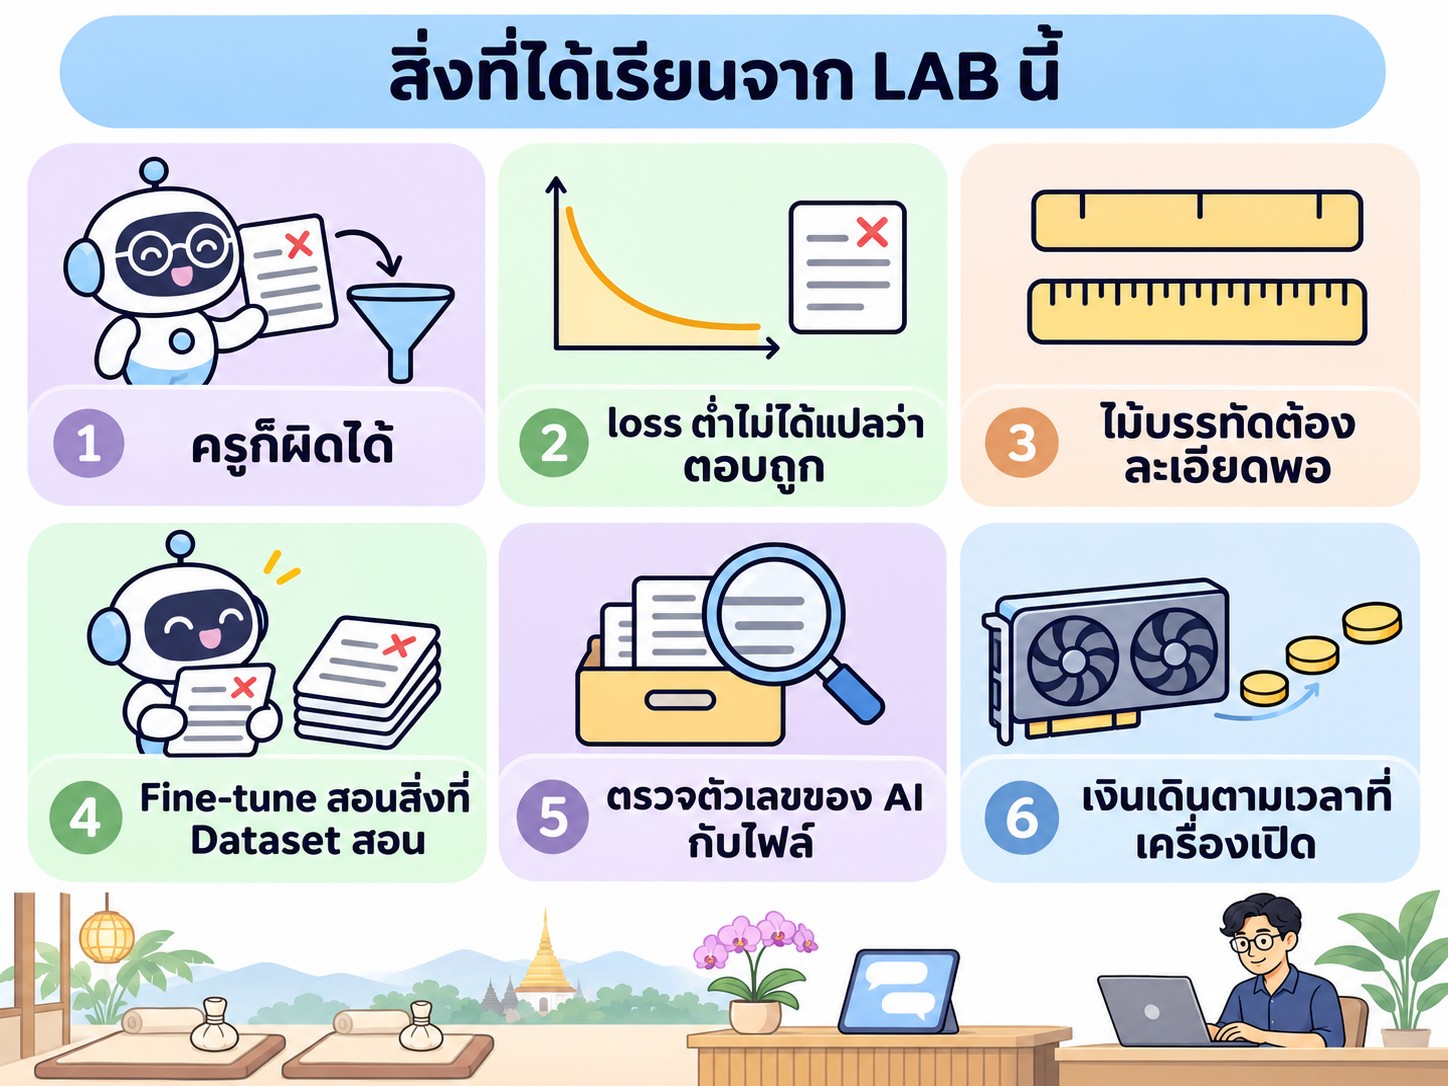 สิ่งที่ได้เรียนจาก LAB นี้
1
ครูก็ผิดได้
2
loss ต่ำไม่ได้แปลว่า
ตอบถูก
3
ไม้บรรทัดต้อง
ละเอียดพอ
4
Fine-tune สอนสิ่งที่
Dataset สอน
5
ตรวจตัวเลขของ AI
กับไฟล์
6
เงินเดินตามเวลาที่
เครื่องเปิด